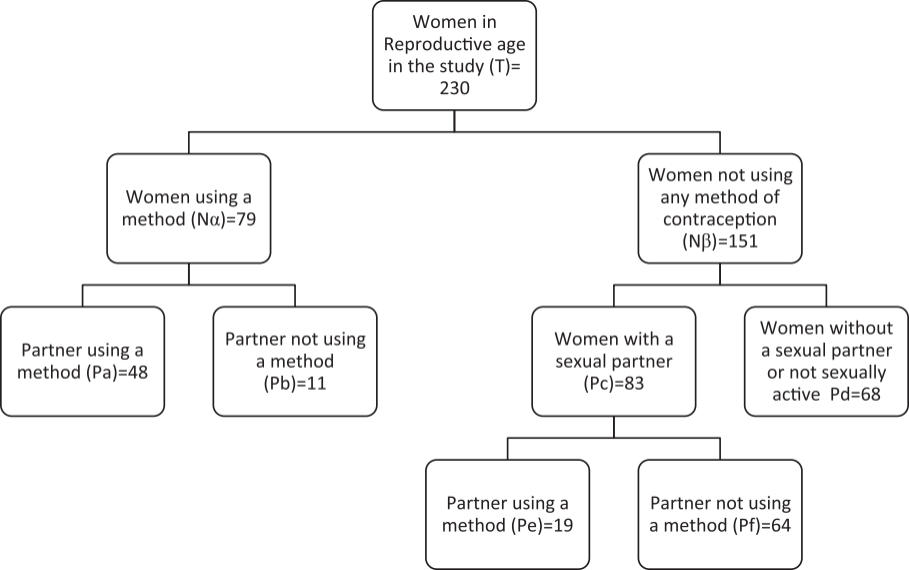 Women in
Reproductive age
in the study (T)=
230
Women using a
method (Nα)=79
Women not using
any method of
contraception
(Nβ)=151
Partner using a
method (Pa)=48
Partner not using
a method
(Pb)=11
Women with a
sexual partner
(Pc)=83
Women without
a sexual partner
or not sexually
active Pd=68
Partner using a
method (Pe)=19
Partner not using
a method (Pf)=64